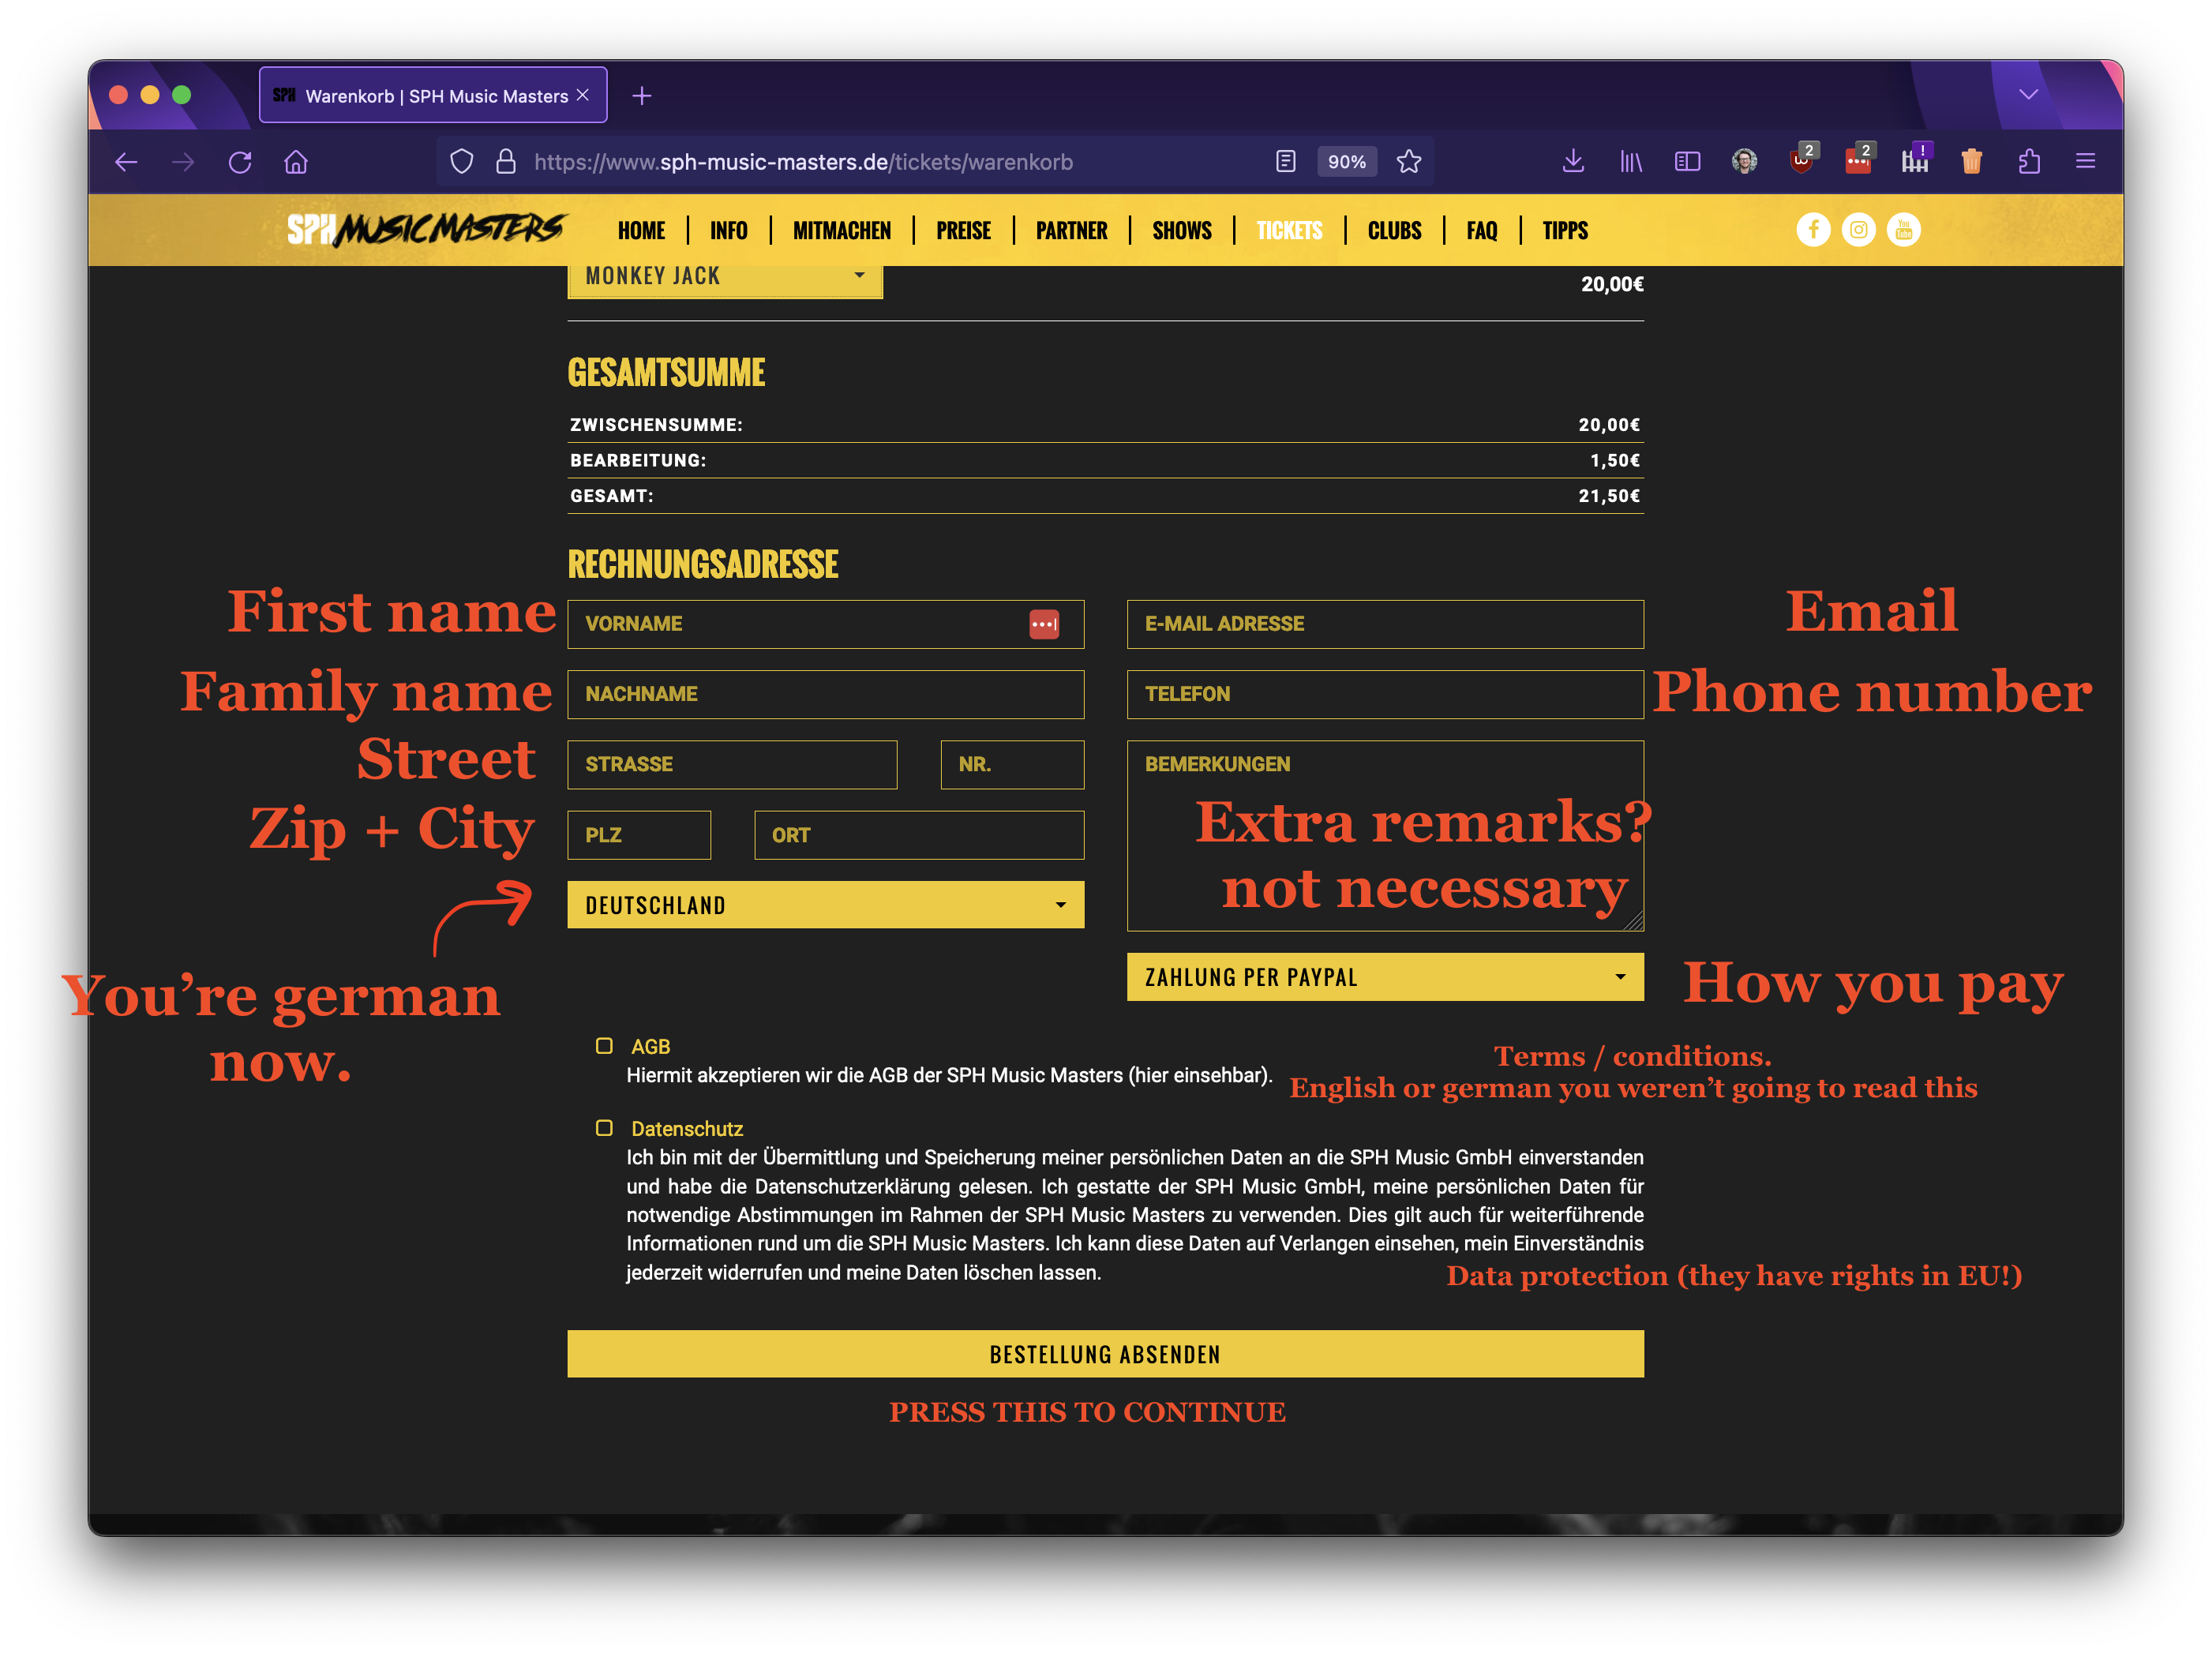 SPH Warenkorb | SPH Music Masters
https://www.sph-music-masters.de/tickets/warenkorb
90%
2
2
!
SPH MUSIC MASTERS
HOME | INFO | MITMACHEN | PREISE | PARTNER | SHOWS | TICKETS | CLUBS | FAQ | TIPPS
You Tube
MONKEY JACK
20,00€
GESAMTSUMME
ZWISCHENSUMME: 20,00€
BEARBEITUNG: 1,50€
GESAMT: 21,50€
RECHNUNGSADRESSE
First name VORNAME E-MAIL ADRESSE Email
Family name NACHNAME TELEFON Phone number
Street STRASSE NR. BEMERKUNGEN
Zip + City PLZ ORT Extra remarks?
not necessary
DEUTSCHLAND
You're german
now.
ZAHLUNG PER PAYPAL How you pay
AGB
Hiermit akzeptieren wir die AGB der SPH Music Masters (hier einsehbar).
Terms / conditions.
English or german you weren't going to read this
Datenschutz
Ich bin mit der Übermittlung und Speicherung meiner persönlichen Daten an die SPH Music GmbH einverstanden
und habe die Datenschutzerklärung gelesen. Ich gestatte der SPH Music GmbH, meine persönlichen Daten für
notwendige Abstimmungen im Rahmen der SPH Music Masters zu verwenden. Dies gilt auch für weiterführende
Informationen rund um die SPH Music Masters. Ich kann diese Daten auf Verlangen einsehen, mein Einverständnis
jederzeit widerrufen und meine Daten löschen lassen.
Data protection (they have rights in EU!)
BESTELLUNG ABSENDEN
PRESS THIS TO CONTINUE